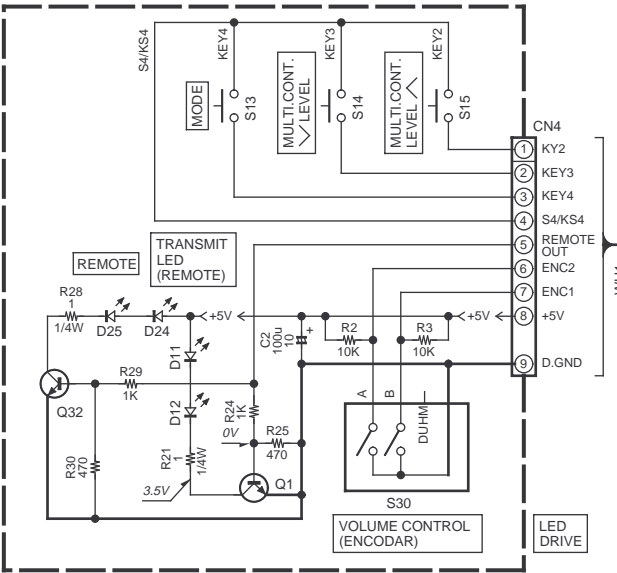 S4/KS4
KEY4
KEY3
KEY2
MODE
S13
MULTI.CONT.
LEVEL
S14
MULTI.CONT.
LEVEL
S15
CN4
1 KY2
2 KEY3
3 KEY4
4 S4/KS4
5 REMOTE
OUT
6 ENC2
7 ENC1
8 +5V
9 D.GND
REMOTE
TRANSMIT
LED
(REMOTE)
R28
1
1/4W
D25
D24
+5V
C2
100u
10
+
R2
10K
R3
10K
+5V
D11
Q32
R29
1K
D12
R24
1K
A
B
DUHM
0V
R25
470
R30
470
R21
1
1/4W
3.5V
Q1
S30
VOLUME CONTROL
(ENCODAR)
LED
DRIVE